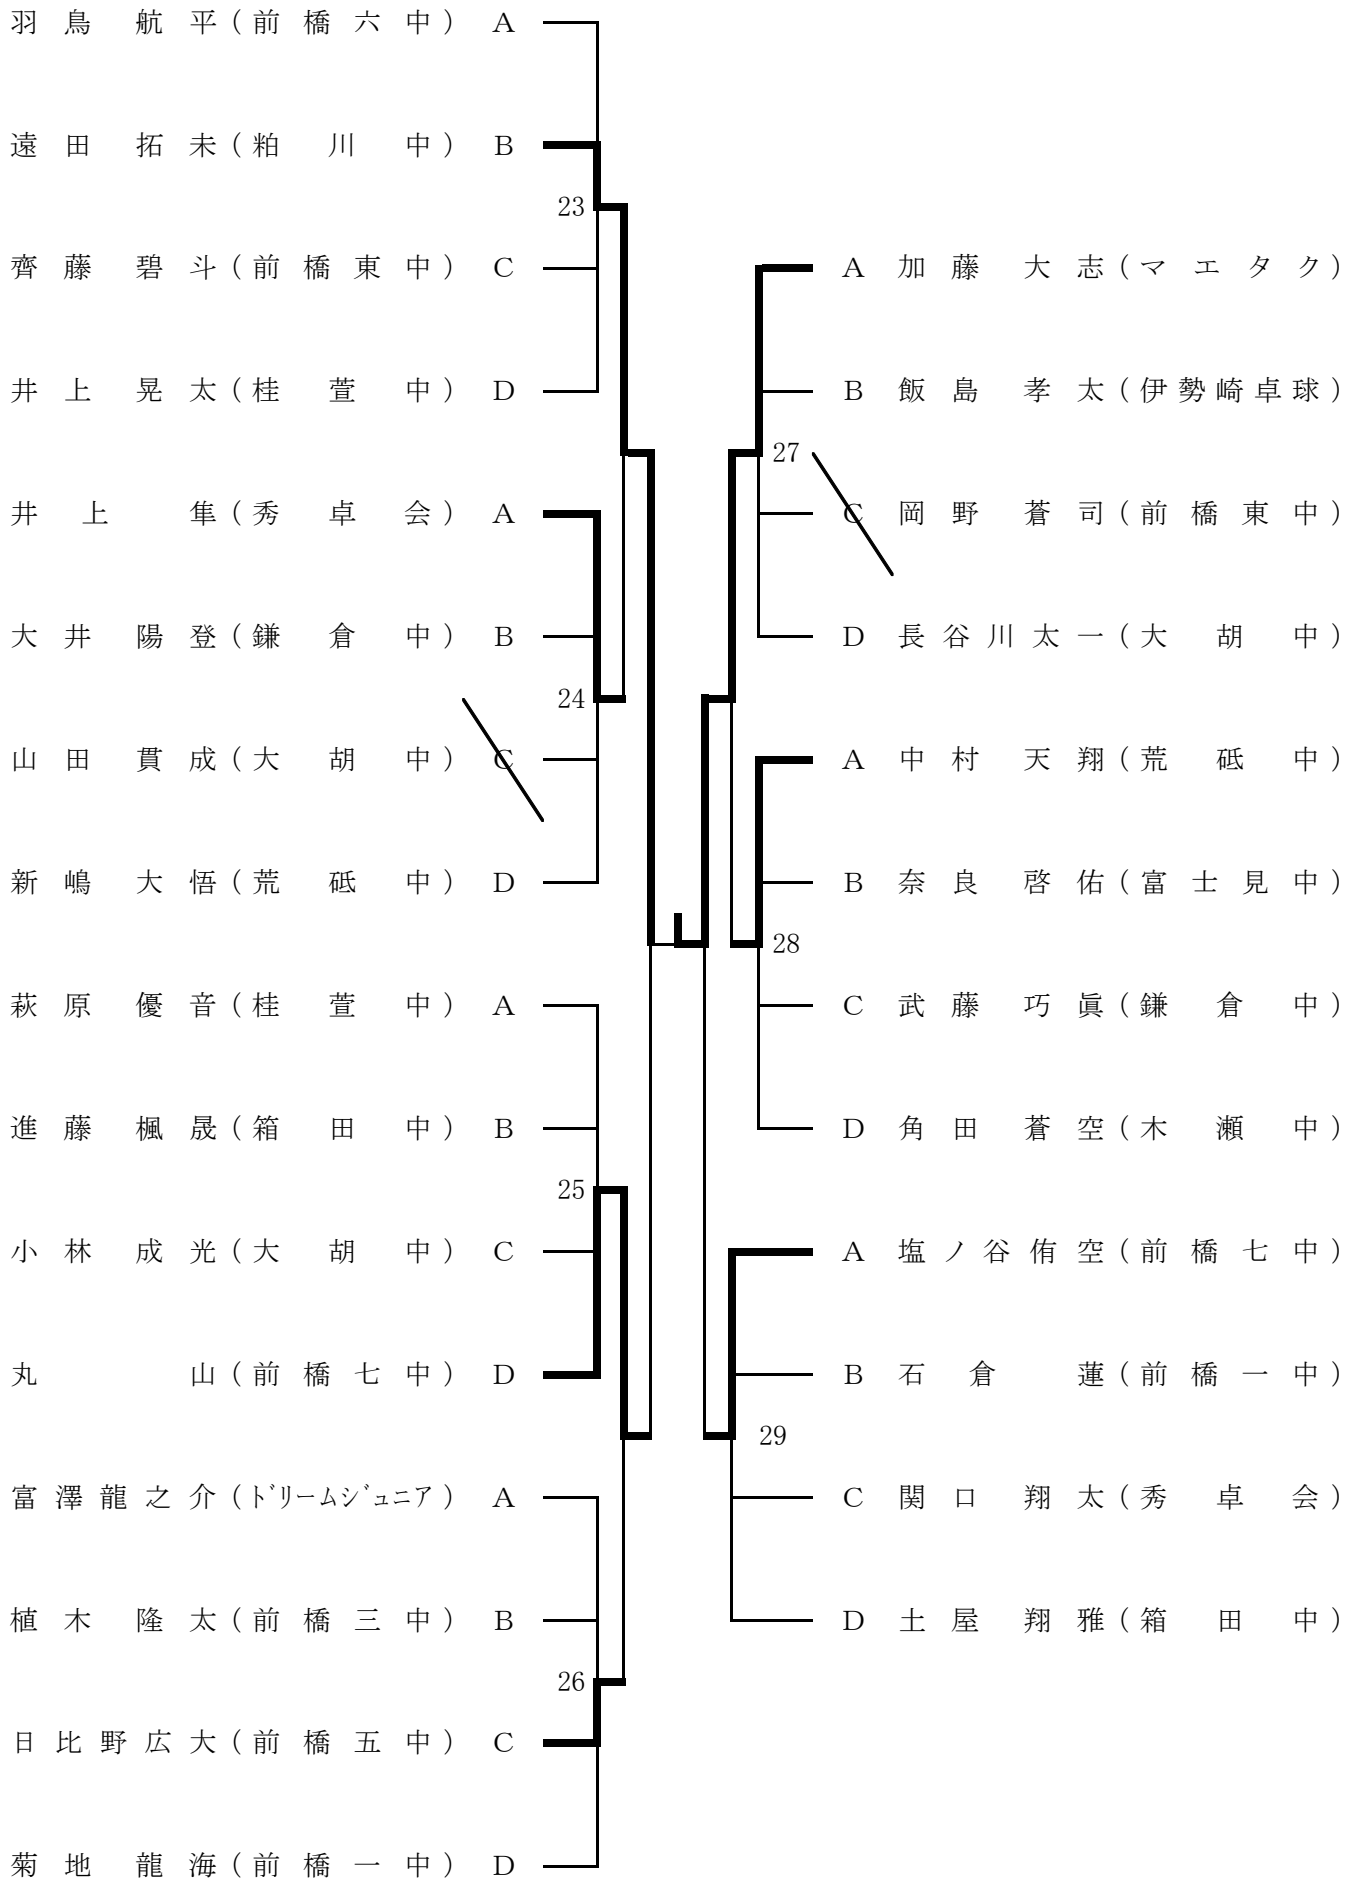 羽鳥 航平(前橋六中) A
遠田 拓未(粕川中) B
23
齊藤 碧斗(前橋東中) C
井上 晃太(桂萱中) D
井上 隼(秀卓会) A
大井 陽登(鎌倉中) B
24
山田 貫成(大胡中) C
新嶋 大悟(荒砥中) D
萩原 優音(桂萱中) A
進藤 楓晟(箱田中) B
25
小林 成光(大胡中) C
丸 山(前橋七中) D
富澤龍之介(ドリームジュニア) A
植木 隆太(前橋三中) B
26
日比野広大(前橋五中) C
菊地 龍海(前橋一中) D
A 加藤 大志(マエタク)
B 飯島 孝太(伊勢崎卓球)
27
C 岡野 蒼司(前橋東中)
D 長谷川太一(大胡中)
A 中村 天翔(荒砥中)
B 奈良 啓佑(富士見中)
28
C 武藤 巧眞(鎌倉中)
D 角田 蒼空(木瀬中)
A 塩ノ谷侑空(前橋七中)
B 石倉 蓮(前橋一中)
29
C 関口 翔太(秀卓会)
D 土屋 翔雅(箱田中)